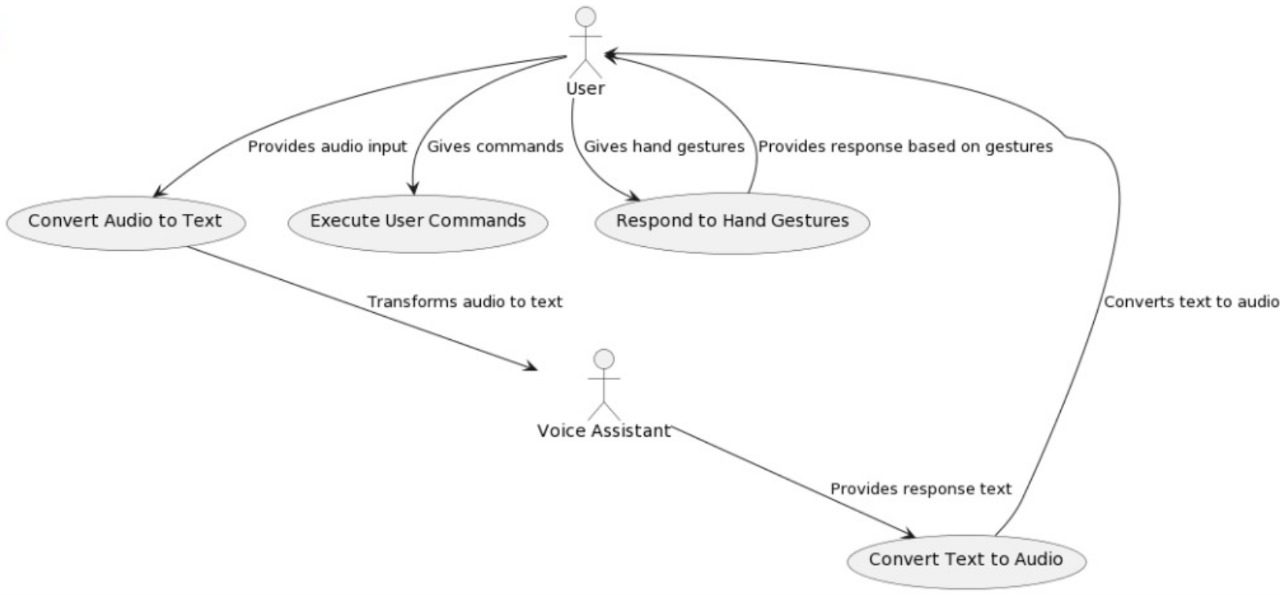 User
Provides audio input
Gives commands
Gives hand gestures
Provides response based on gestures
Convert Audio to Text
Execute User Commands
Respond to Hand Gestures
Transforms audio to text
Converts text to audio
Voice Assistant
Provides response text
Convert Text to Audio